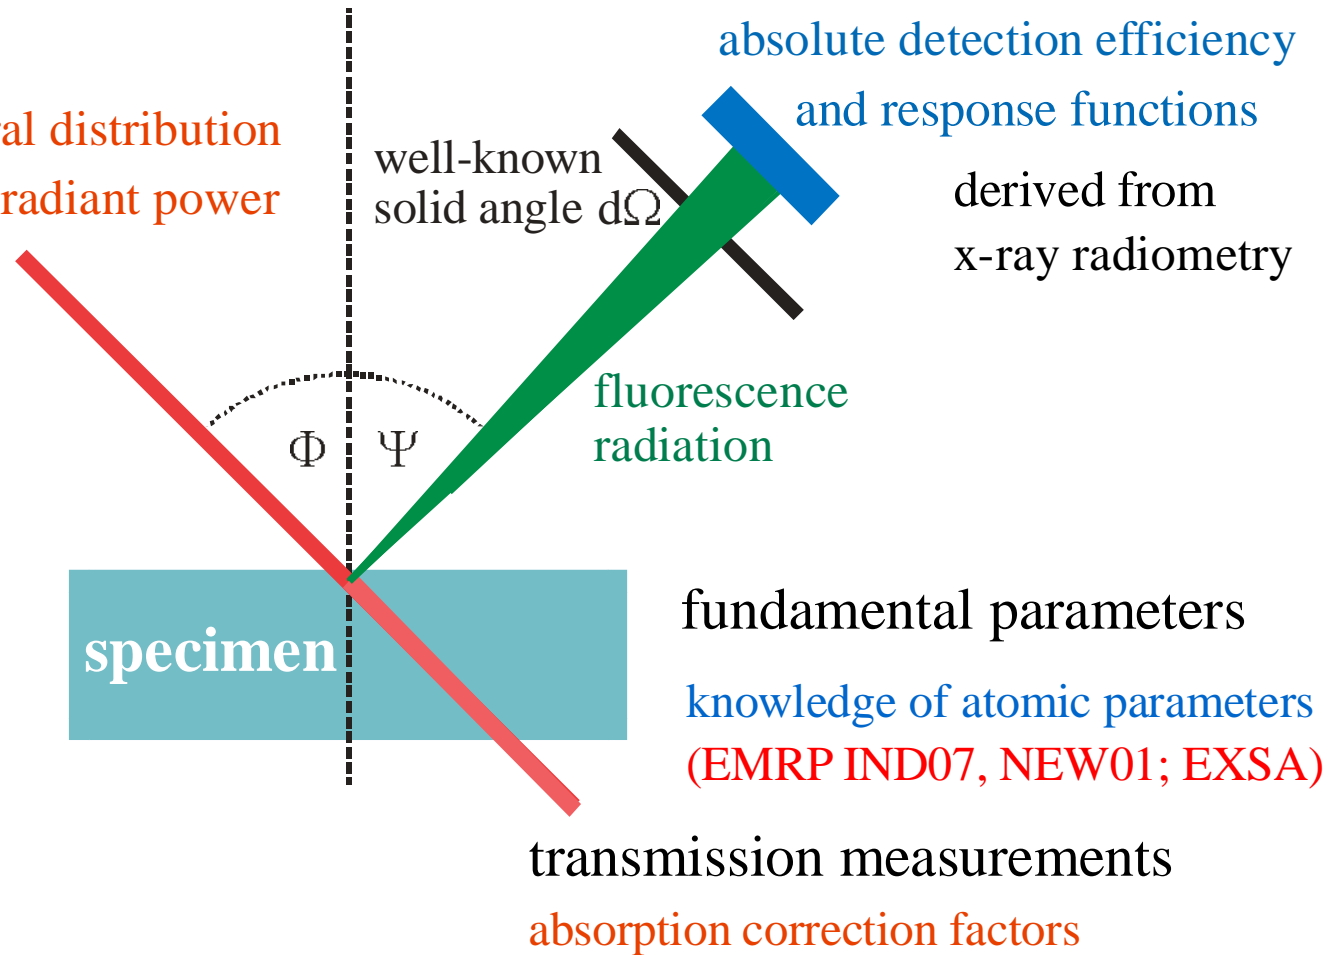 absolute detection efficiency
and response functions
al distribution
radiant power
well-known
solid angle dΩ
derived from
x-ray radiometry
fluorescence
radiation
Φ Ψ
specimen
fundamental parameters
knowledge of atomic parameters
(EMRP IND07, NEW01; EXSA)
transmission measurements
absorption correction factors